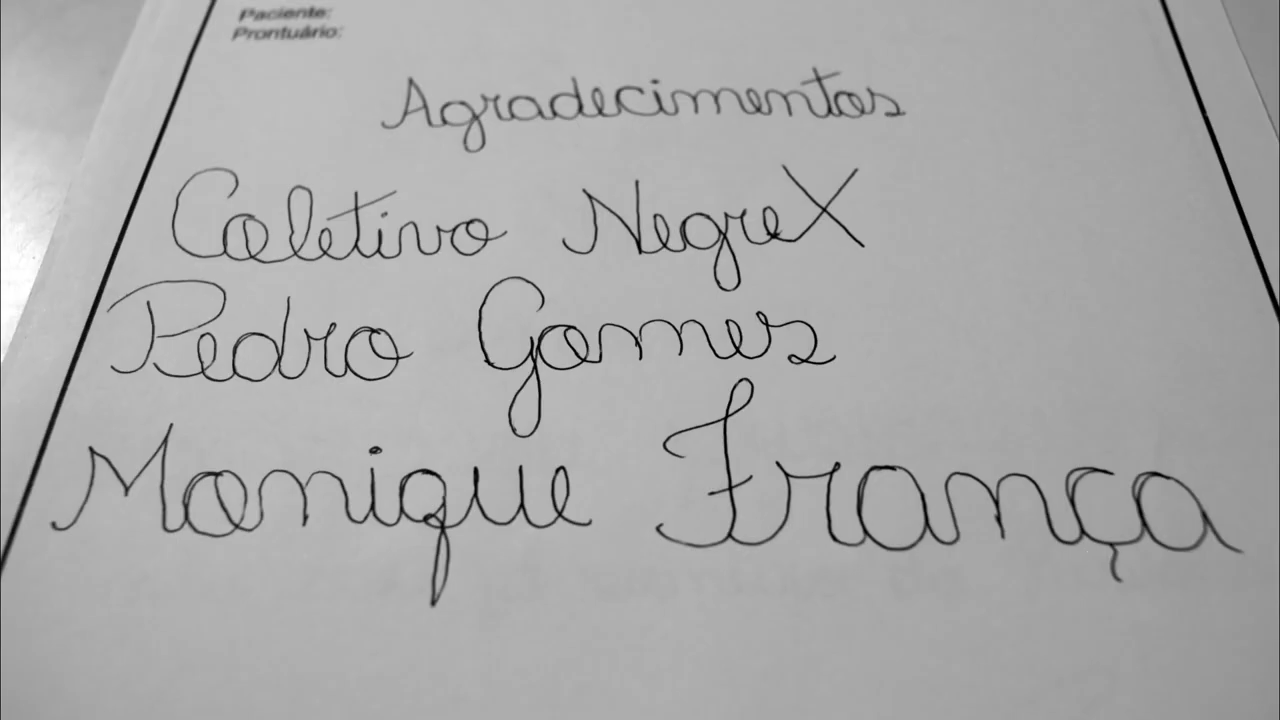 Paciente:
Prontuário:
Agradecimentos
Coletivo NegreX
Pedro Gomes
Monique França